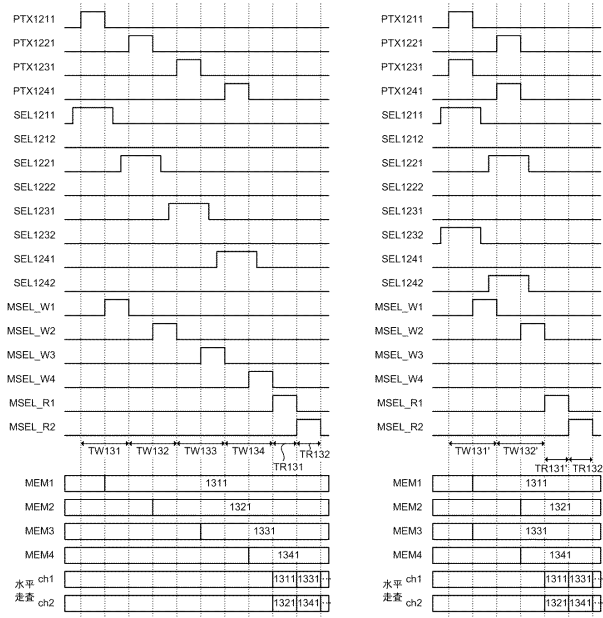 PTX1211
PTX1221
PTX1231
PTX1241
SEL1211
SEL1212
SEL1221
SEL1222
SEL1231
SEL1232
SEL1241
SEL1242
MSEL_W1
MSEL_W2
MSEL_W3
MSEL_W4
MSEL_R1
MSEL_R2
TW131 TW132 TW133 TW134 TR131 TR132
MEM1 1311
MEM2 1321
MEM3 1331
MEM4 1341
水平
走査
ch1 1311 1331 ...
ch2 1321 1341 ...
PTX1211
PTX1221
PTX1231
PTX1241
SEL1211
SEL1212
SEL1221
SEL1222
SEL1231
SEL1232
SEL1241
SEL1242
MSEL_W1
MSEL_W2
MSEL_W3
MSEL_W4
MSEL_R1
MSEL_R2
TW131' TW132'
TR131' TR132
MEM1 1311
MEM2 1321
MEM3 1331
MEM4 1341
水平
走査
ch1 1311 1331 ...
ch2 1321 1341 ...